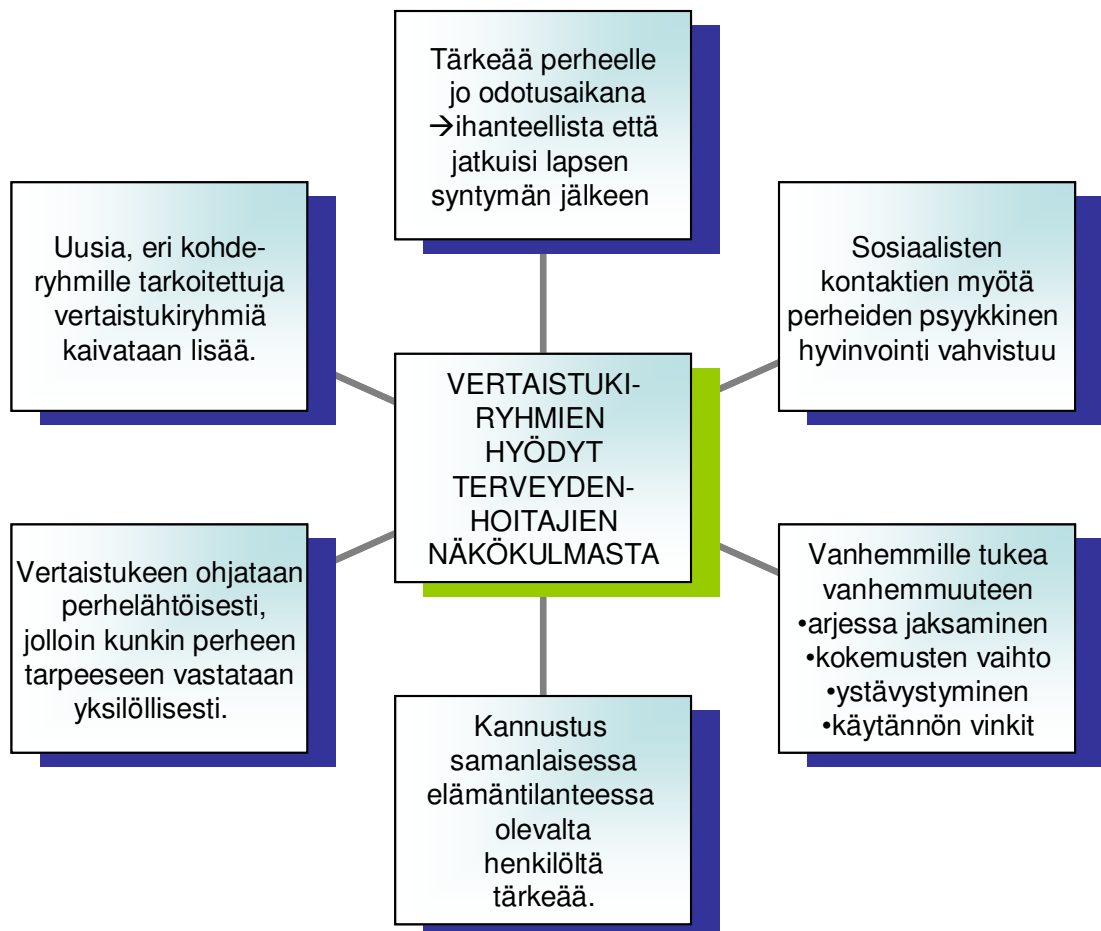 Tärkeää perheelle
jo odotusaikana
→ihanteellista että
jatkuisi lapsen
syntymän jälkeen
Uusia, eri kohde-
ryhmille tarkoitettuja
vertaistukiryhmiä
kaivataan lisää.
Sosiaalisten
kontaktien myötä
perheiden psyykkinen
hyvinvointi vahvistuu
VERTAISTUKI-
RYHMIEN
HYÖDYT
TERVEYDEN-
HOITAJIEN
NÄKÖKULMASTA
Vertaistukeen ohjataan
perhelähtöisesti,
jolloin kunkin perheen
tarpeeseen vastataan
yksilöllisesti.
Vanhemmille tukea
vanhemmuuteen
•arjessa jaksaminen
•kokemusten vaihto
•ystävystyminen
•käytännön vinkit
Kannustus
samanlaisessa
elämäntilanteessa
olevalta
henkilöltä
tärkeää.